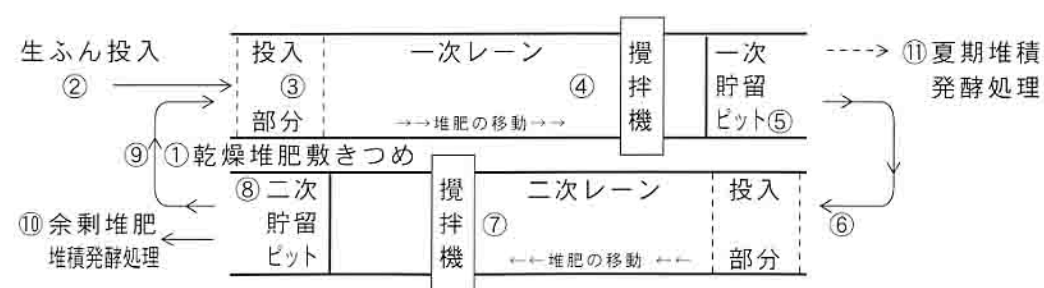 生ふん投入
②
投入
③
部分
一次レーン
④
→→堆肥の移動→→
攪拌機
一次
貯留
ピット⑤
⑪夏期堆積
発酵処理
⑨
①乾燥堆肥敷きつめ
⑧二次
貯留
ピット
攪拌機
⑦
二次レーン
←←堆肥の移動 ←←
投入
部分
⑥
⑩余剰堆肥
堆積発酵処理